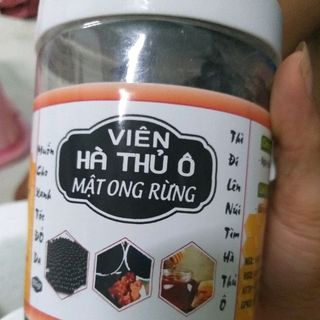 VIÊN
HÀ THỦ Ô
MẬT ONG RỪNG
Muốn
Cho
Xanh
Tóc
Đỏ
Da
Thì
Đi
Lên
Núi
Tìm
Hà
Thủ
Ô